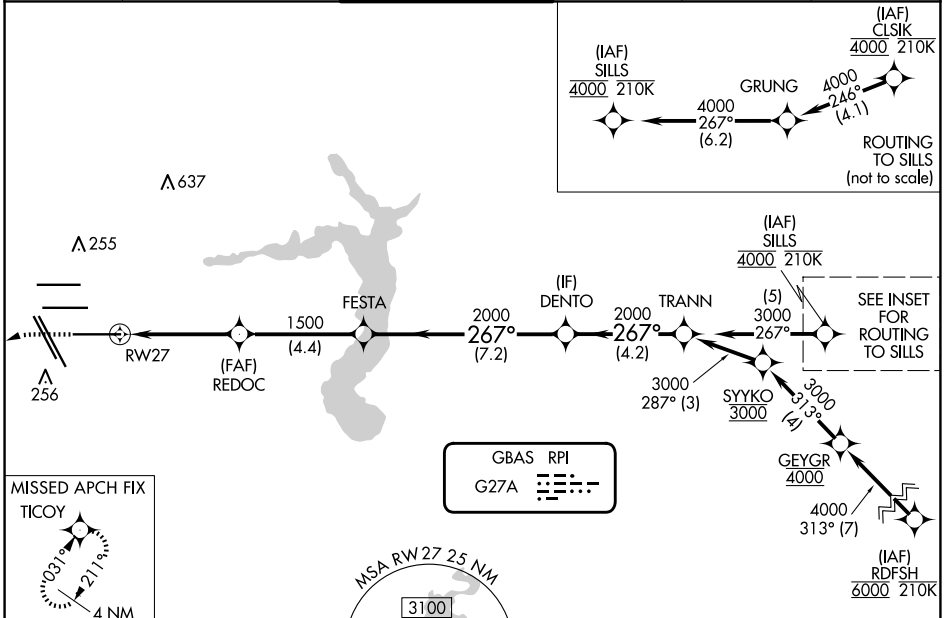 (IAF)
CLSIK
4000 210K
(IAF)
SILLS
4000 210K
GRUNG
4000
246°
(4.1)
4000
267°
(6.2)
ROUTING
TO SILLS
(not to scale)
637
255
(IAF)
SILLS
4000 210K
(5)
3000
267°
SEE INSET
FOR
ROUTING
TO SILLS
FESTA
(IF)
DENTO
TRANN
1500
(4.4)
2000
267°
(7.2)
2000
267°
(4.2)
RW27
(FAF)
REDOC
256
3000
287° (3)
SYYKO
3000
3000
313°
(4)
GEYGR
4000
4000
313° (7)
(IAF)
RDFSH
6000 210K
GBAS RPI
G27A
MISSED APCH FIX
TICOY
031°
211°
4 NM
MSA RW 27 25 NM
3100